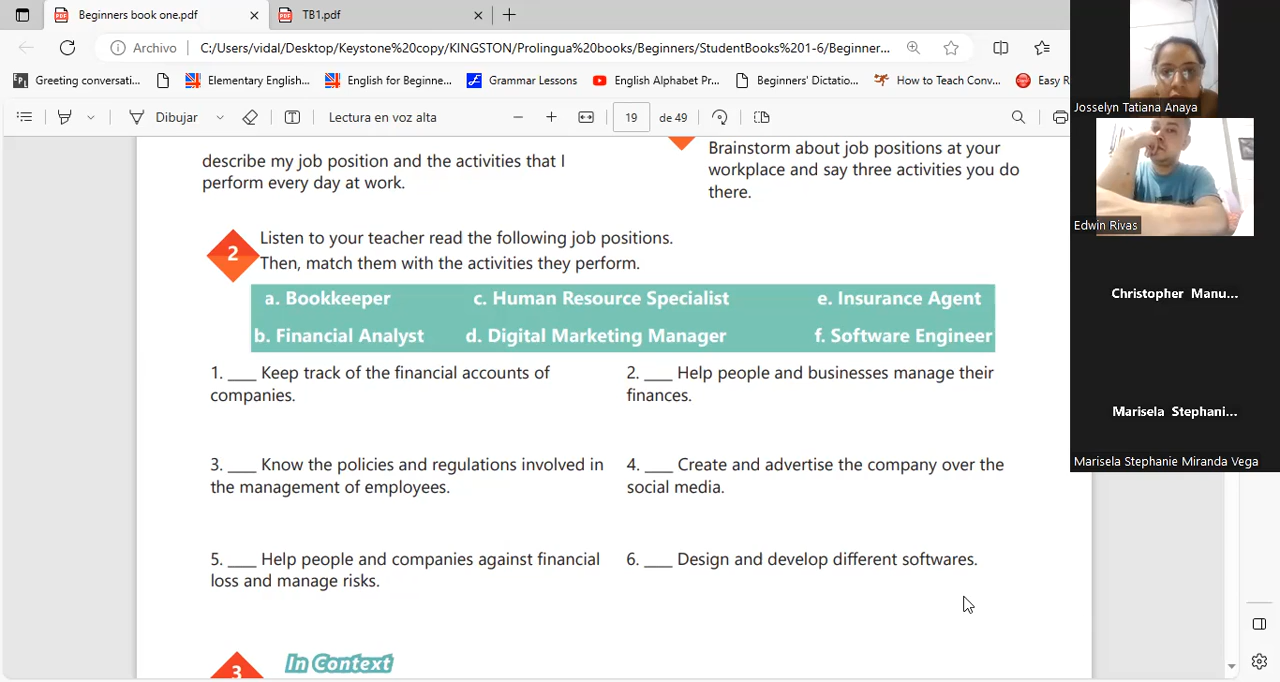 Beginners book one.pdf
TB1.pdf
Archivo
C:/Users/vidal/Desktop/Keystone%20copy/KINGSTON/Prolingua%20books/Beginners/StudentBooks%201-6/Beginner...
Greeting conversati...
Elementary English...
English for Beginne...
Grammar Lessons
English Alphabet Pr...
Beginners' Dictatio...
How to Teach Conv...
Easy R
Dibujar
Lectura en voz alta
19
de 49
describe my job position and the activities that I
perform every day at work.
Brainstorm about job positions at your
workplace and say three activities you do
there.
2
Listen to your teacher read the following job positions.
Then, match them with the activities they perform.
a. Bookkeeper
c. Human Resource Specialist
e. Insurance Agent
b. Financial Analyst
d. Digital Marketing Manager
f. Software Engineer
1. ___ Keep track of the financial accounts of
companies.
2. ___ Help people and businesses manage their
finances.
3. ___ Know the policies and regulations involved in
the management of employees.
4. ___ Create and advertise the company over the
social media.
5. ___ Help people and companies against financial
loss and manage risks.
6. ___ Design and develop different softwares.
3
In Context
Josselyn Tatiana Anaya
Edwin Rivas
Christopher Manu...
Marisela Stephani...
Marisela Stephanie Miranda Vega